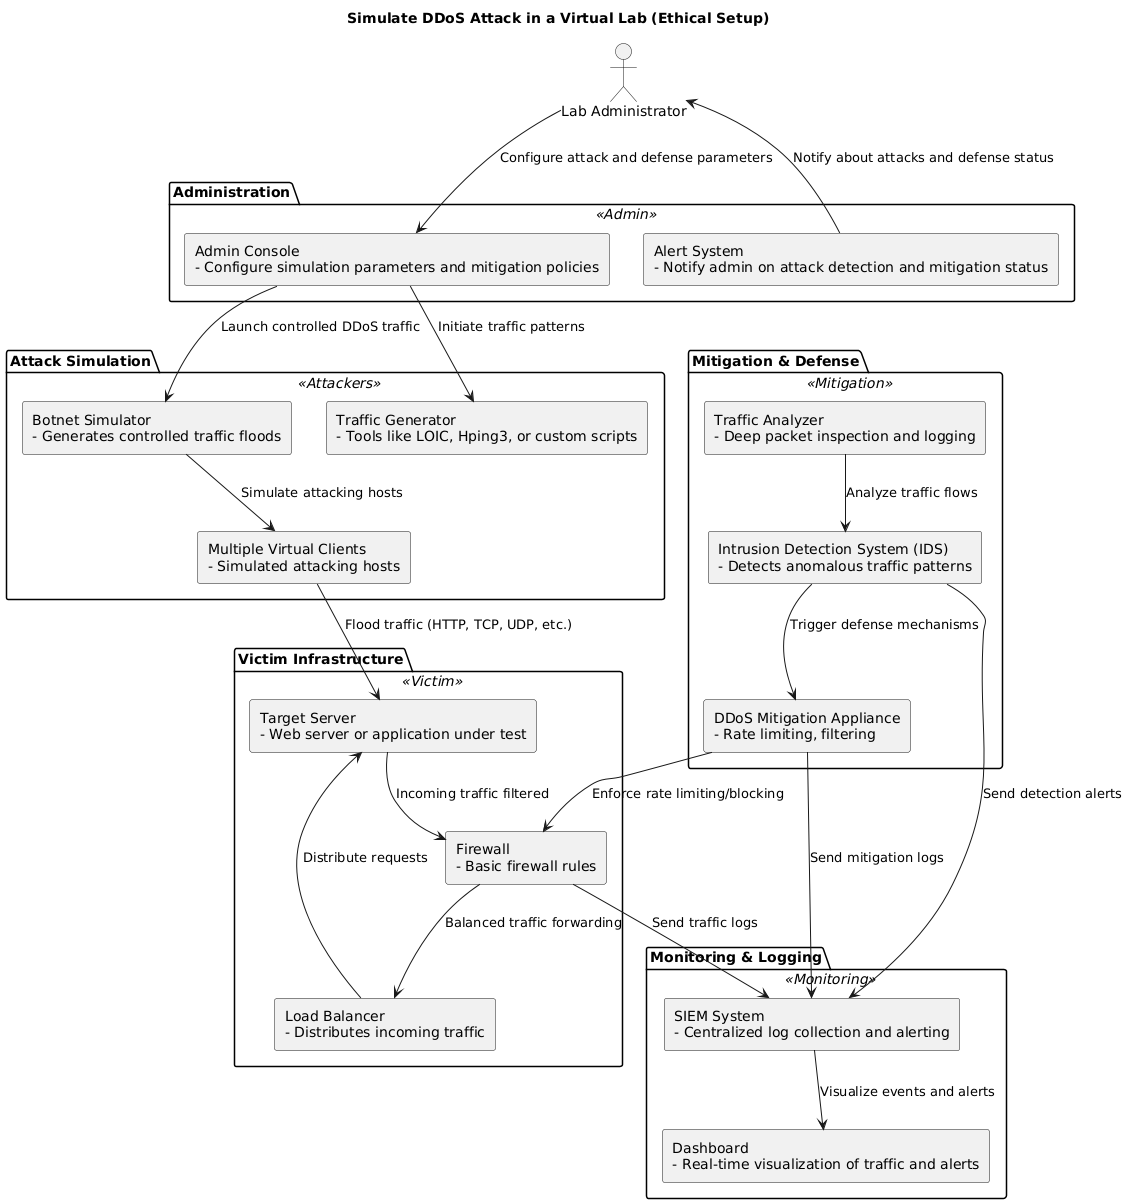 Simulate DDoS Attack in a Virtual Lab (Ethical Setup)
Lab Administrator
Configure attack and defense parameters
Notify about attacks and defense status
Administration
«Admin»
Admin Console
- Configure simulation parameters and mitigation policies
Alert System
- Notify admin on attack detection and mitigation status
Launch controlled DDoS traffic
Initiate traffic patterns
Attack Simulation
«Attackers»
Botnet Simulator
- Generates controlled traffic floods
Traffic Generator
- Tools like LOIC, Hping3, or custom scripts
Simulate attacking hosts
Multiple Virtual Clients
- Simulated attacking hosts
Mitigation & Defense
«Mitigation»
Traffic Analyzer
- Deep packet inspection and logging
Analyze traffic flows
Intrusion Detection System (IDS)
- Detects anomalous traffic patterns
Trigger defense mechanisms
DDoS Mitigation Appliance
- Rate limiting, filtering
Flood traffic (HTTP, TCP, UDP, etc.)
Victim Infrastructure
«Victim»
Target Server
- Web server or application under test
Incoming traffic filtered
Enforce rate limiting/blocking
Send detection alerts
Firewall
- Basic firewall rules
Distribute requests
Send mitigation logs
Balanced traffic forwarding
Send traffic logs
Load Balancer
- Distributes incoming traffic
Monitoring & Logging
«Monitoring»
SIEM System
- Centralized log collection and alerting
Visualize events and alerts
Dashboard
- Real-time visualization of traffic and alerts